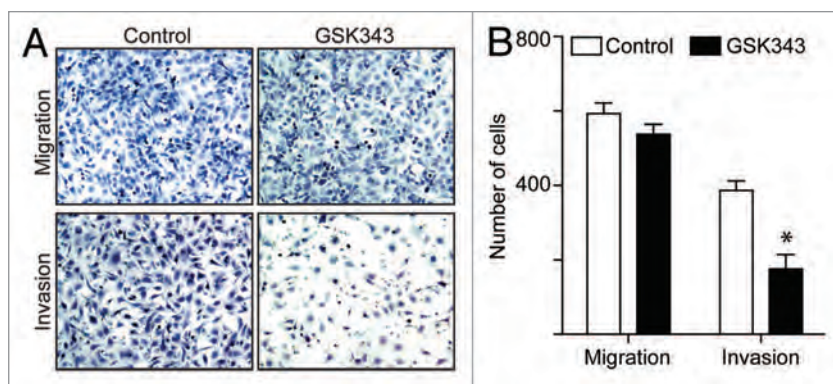 A
Control
GSK343
Migration
Invasion
B
800
400
Number of cells
Control
GSK343
*
Migration
Invasion